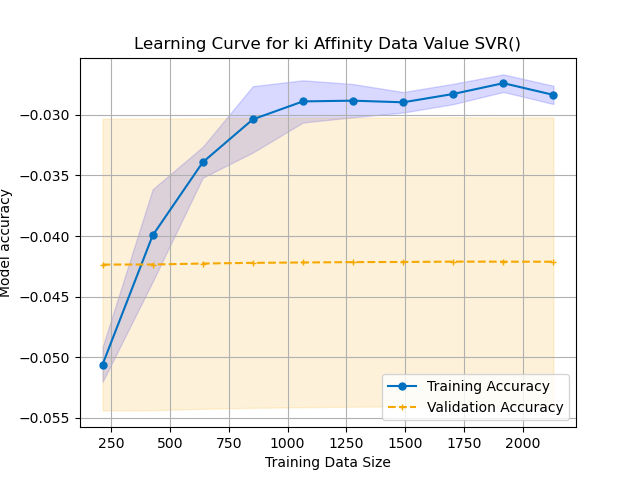 Learning Curve for ki Affinity Data Value SVR()
Model accuracy
−0.030
−0.035
−0.040
−0.045
−0.050
−0.055
Training Accuracy
Validation Accuracy
250 500 750 1000 1250 1500 1750 2000
Training Data Size